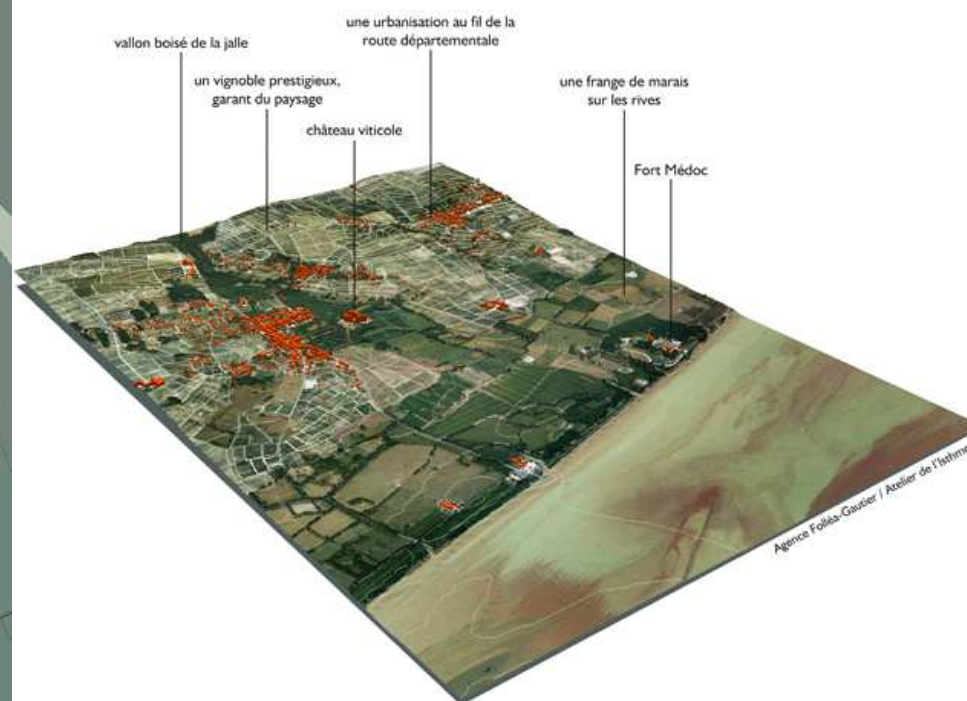 vallon boisé de la jalle
un vignoble prestigieux,
garant du paysage
château viticole
une urbanisation au fil de la
route départementale
une frange de marais
sur les rives
Fort Médoc
Agence Folléa-Gautier / Atelier de l'Isthme